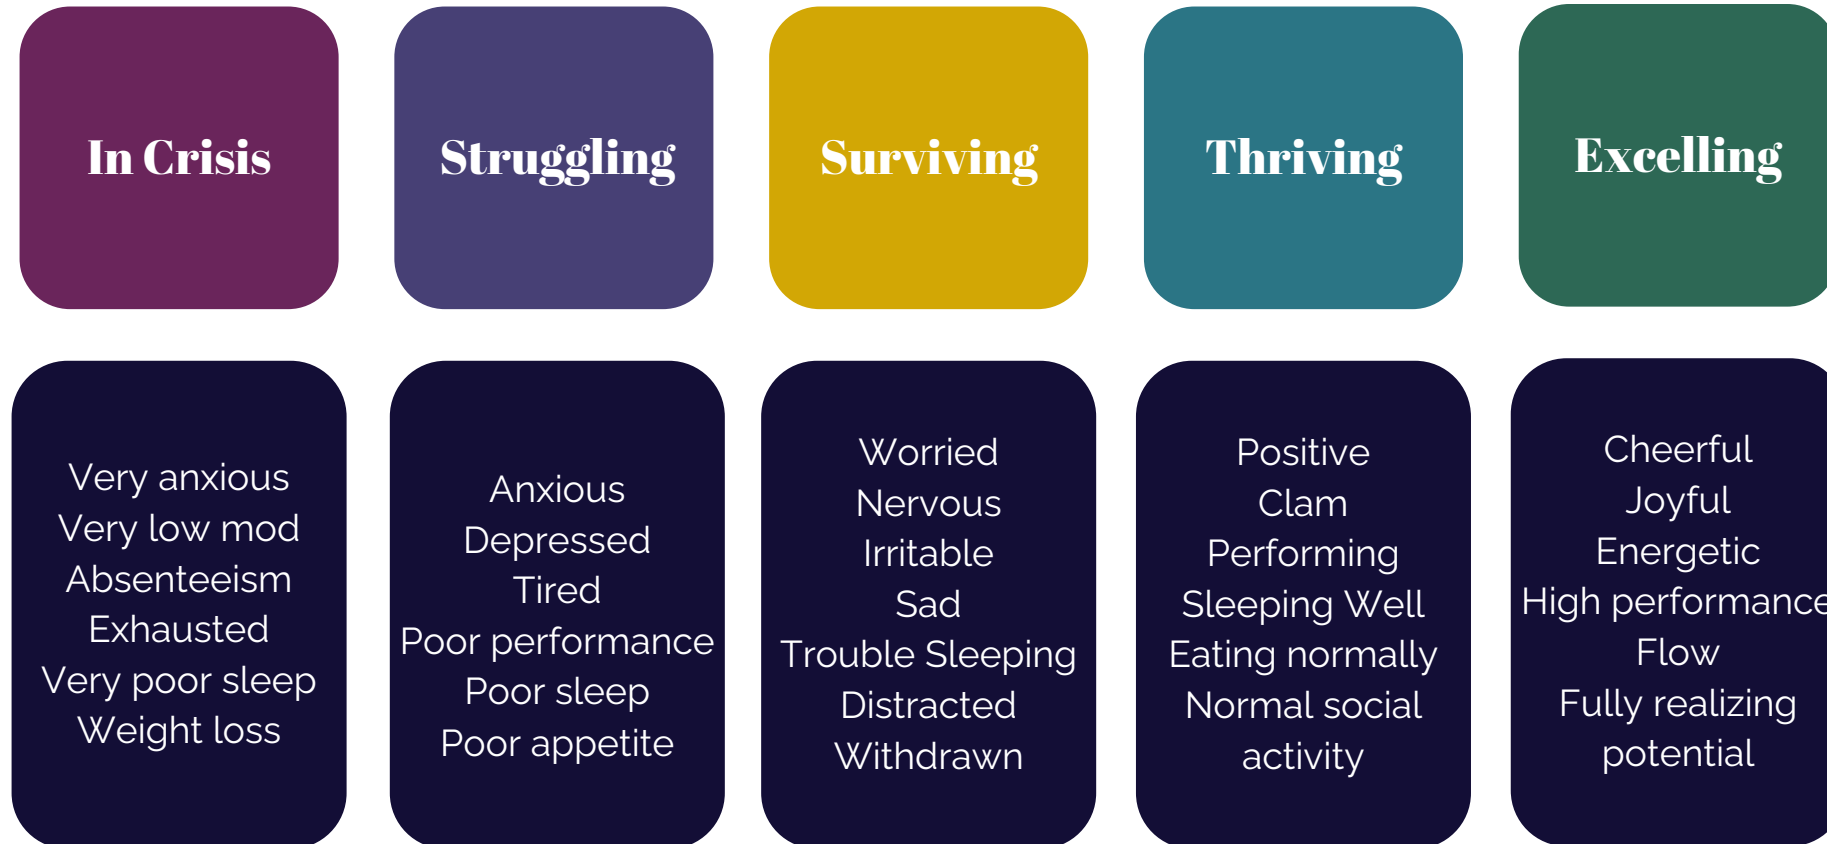 In Crisis
Struggling
Surviving
Thriving
Excelling
Very anxious
Very low mod
Absenteeism
Exhausted
Very poor sleep
Weight loss
Anxious
Depressed
Tired
Poor performance
Poor sleep
Poor appetite
Worried
Nervous
Irritable
Sad
Trouble Sleeping
Distracted
Withdrawn
Positive
Clam
Performing
Sleeping Well
Eating normally
Normal social
activity
Cheerful
Joyful
Energetic
High performance
Flow
Fully realizing
potential